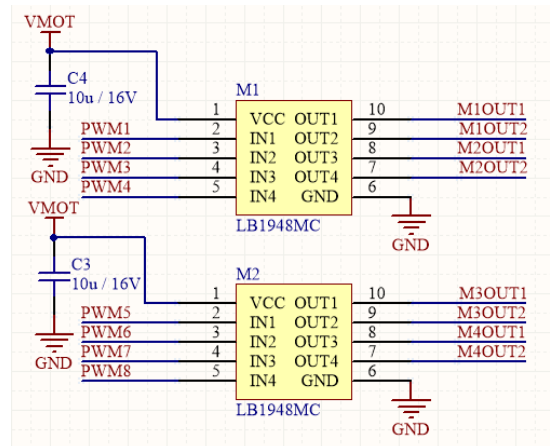 VMOT
C4
10u / 16V
GND
M1
1 VCC OUT1 10 M1OUT1
PWM1 2 IN1 OUT2 9 M1OUT2
PWM2 3 IN2 OUT3 8 M2OUT1
PWM3 4 IN3 OUT4 7 M2OUT2
PWM4 5 IN4 GND 6
LB1948MC
GND
VMOT
C3
10u / 16V
GND
M2
1 VCC OUT1 10 M3OUT1
PWM5 2 IN1 OUT2 9 M3OUT2
PWM6 3 IN2 OUT3 8 M4OUT1
PWM7 4 IN3 OUT4 7 M4OUT2
PWM8 5 IN4 GND 6
LB1948MC
GND